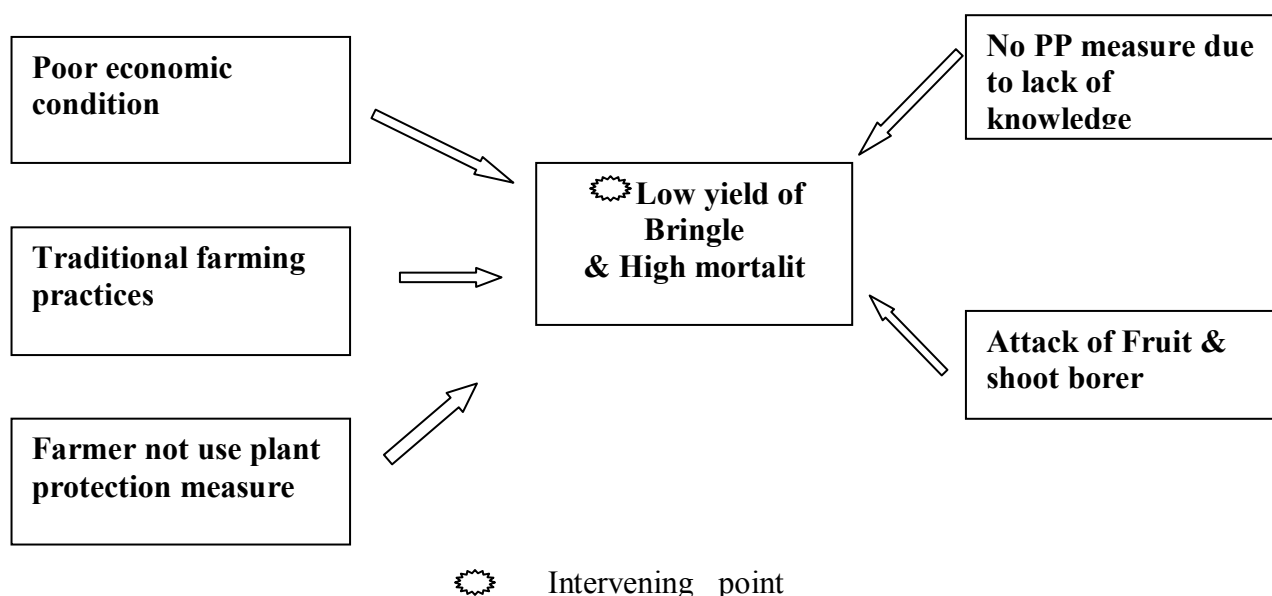 Poor economic
condition
Traditional farming
practices
Farmer not use plant
protection measure
Low yield of
Bringle
& High mortalit
No PP measure due
to lack of
knowledge
Attack of Fruit &
shoot borer
Intervening point